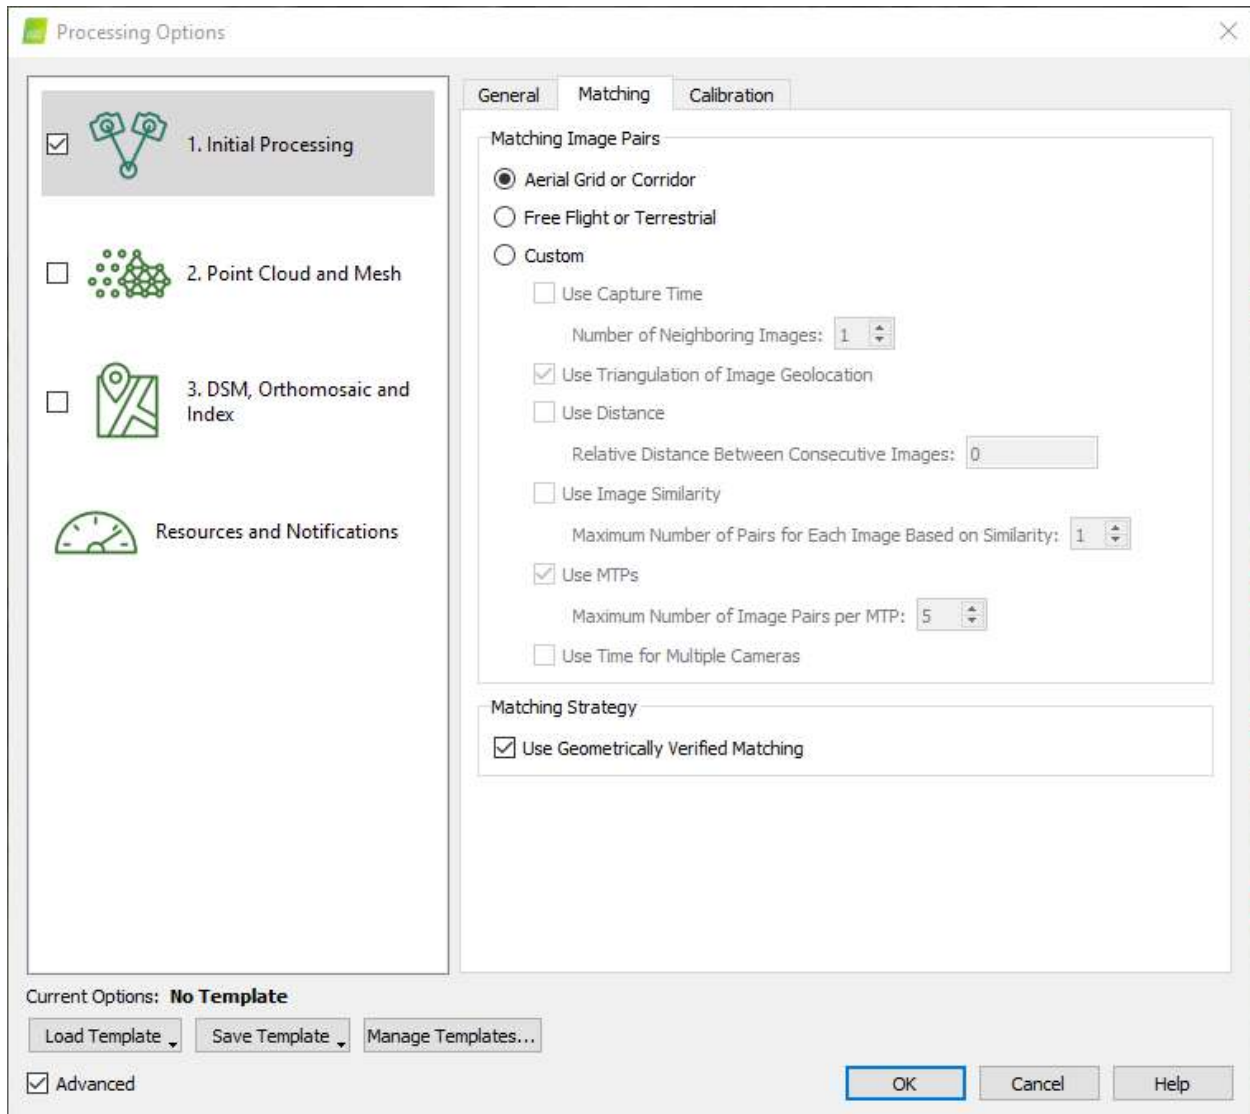 Processing Options
1. Initial Processing
2. Point Cloud and Mesh
3. DSM, Orthomosaic and
Index
Resources and Notifications
General Matching Calibration
Matching Image Pairs
Aerial Grid or Corridor
Free Flight or Terrestrial
Custom
Use Capture Time
Number of Neighboring Images: 1
Use Triangulation of Image Geolocation
Use Distance
Relative Distance Between Consecutive Images: 0
Use Image Similarity
Maximum Number of Pairs for Each Image Based on Similarity: 1
Use MTPs
Maximum Number of Image Pairs per MTP: 5
Use Time for Multiple Cameras
Matching Strategy
Use Geometrically Verified Matching
Current Options: No Template
Load Template Save Template Manage Templates...
Advanced OK Cancel Help